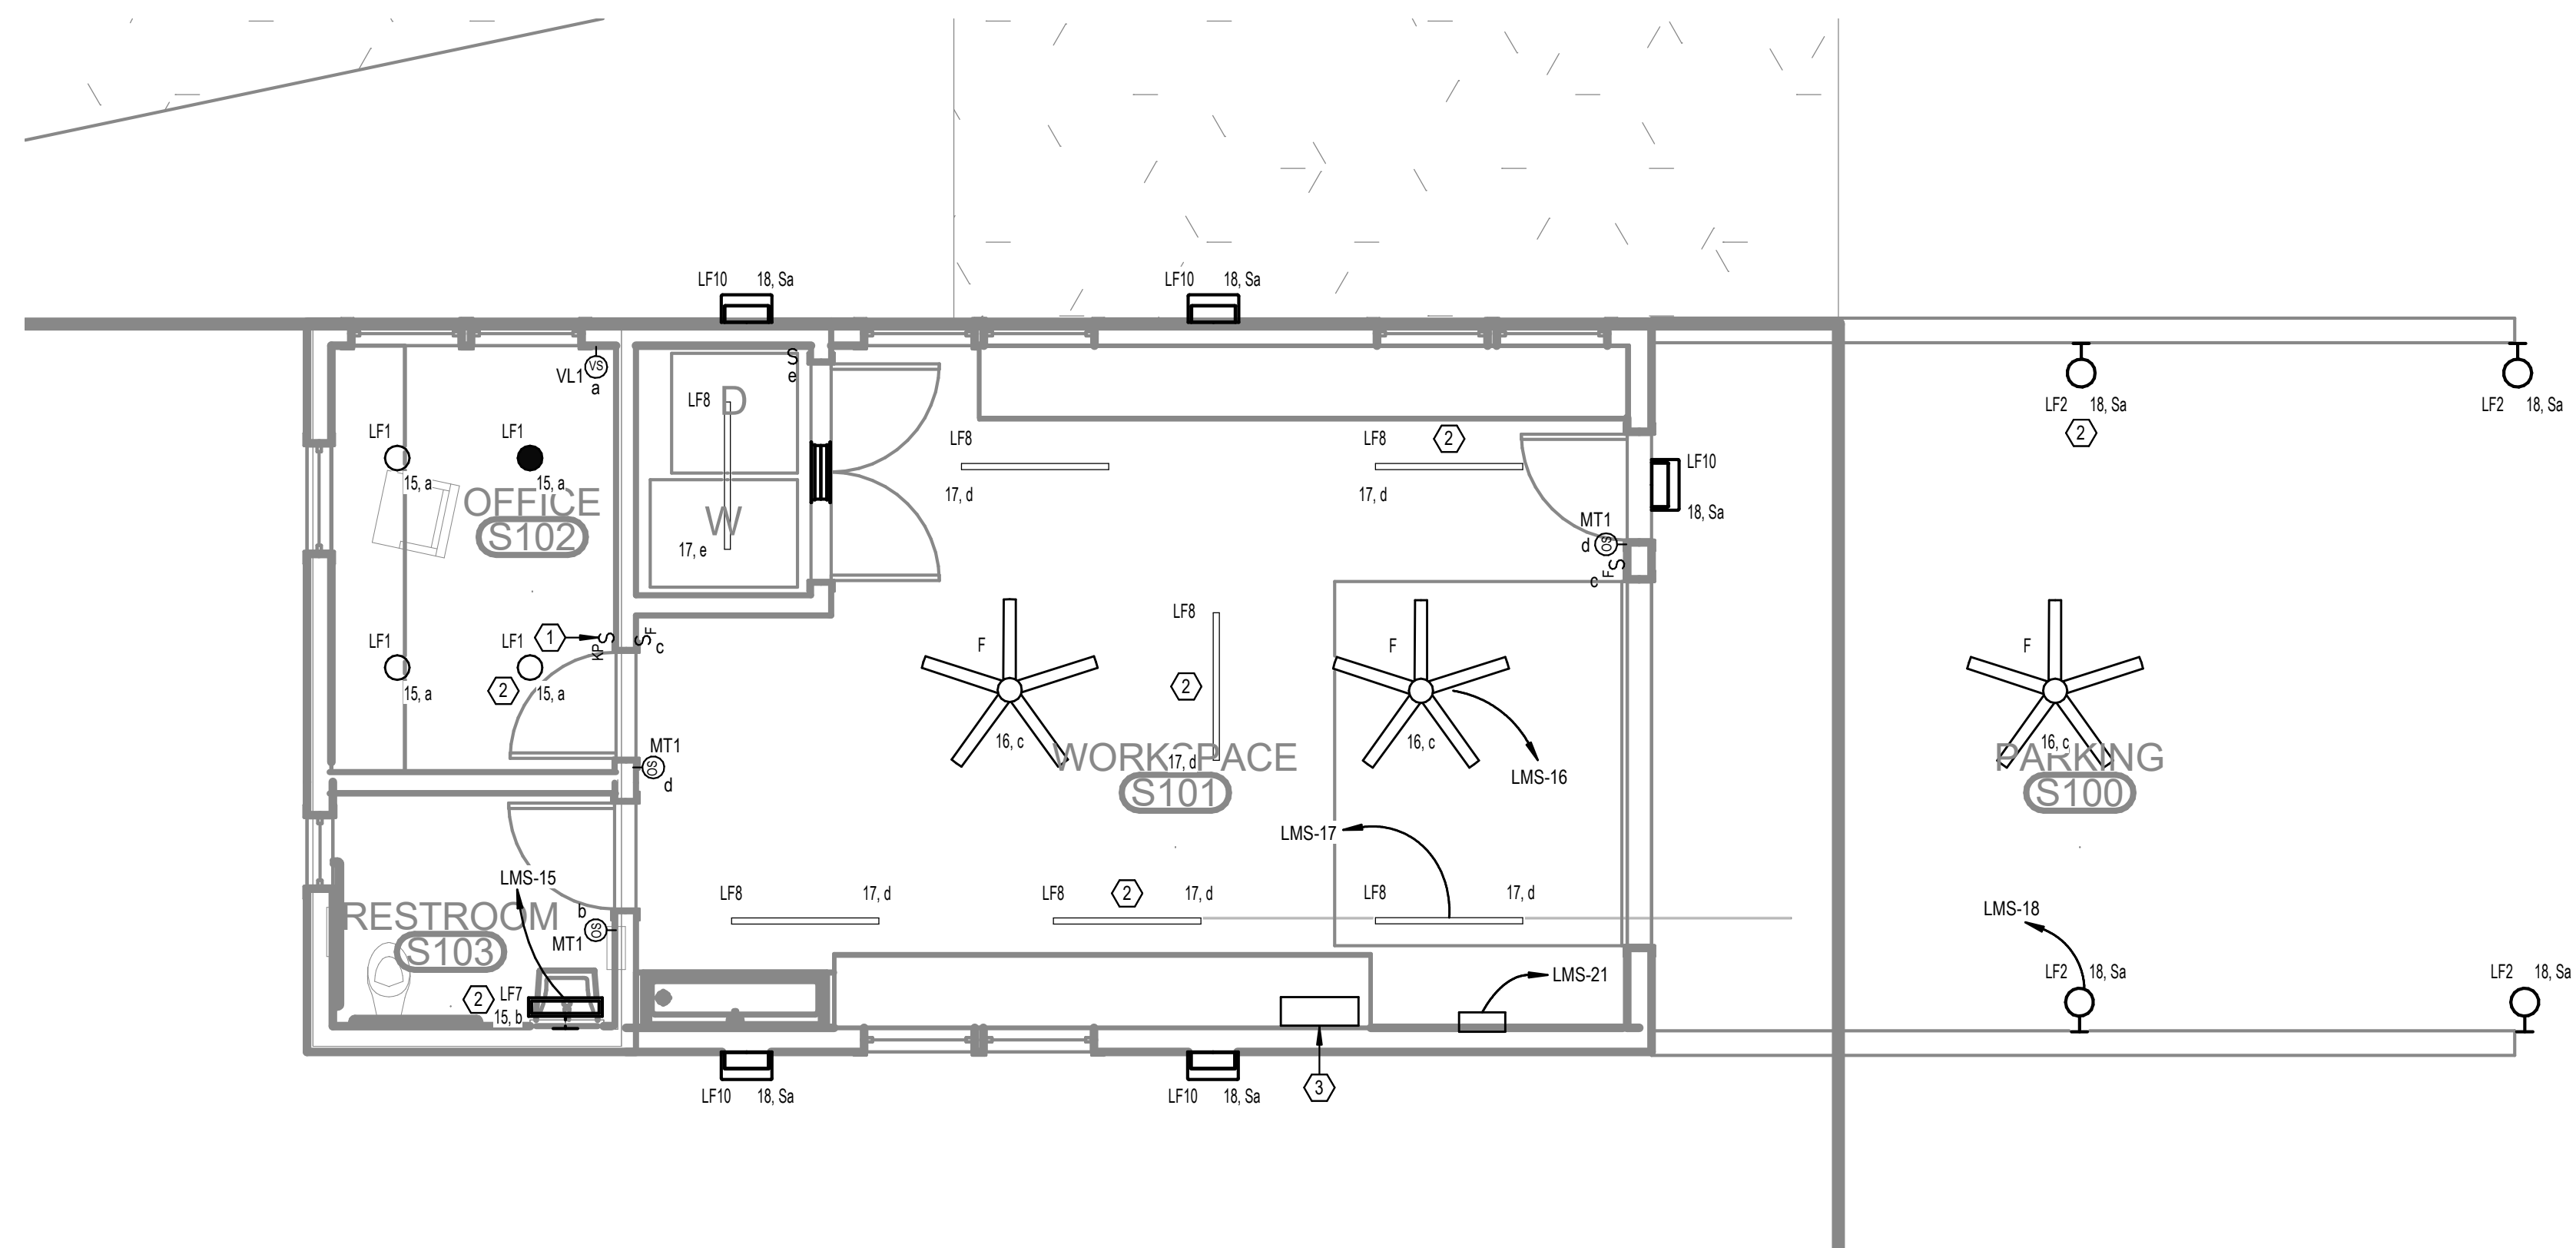 LF10 18, Sa
LF10 18, Sa
VS
VL1
a
S
e
LF8
D
W
17, e
LF1
LF1
15, a
15, a
OFFICE
S102
LF1
LF1
15, a
15, a
2
1
S
KP
S
F
c
MT1
OS
d
LF8
17, d
LF8
2
17, d
MT1
d
OS
S
F
c
LF10
18, Sa
LF2 18, Sa
2
LF2 18, Sa
LF8
2
17, d
F
16, c
F
16, c
LMS-16
WORKSPACE
S101
F
16, c
PARKING
S100
LMS-17
LMS-15
b
OS
MT1
RESTROOM
S103
2
LF7
15, b
LF8 17, d
LF8 2 17, d
LF8 17, d
LMS-21
LMS-18
LF2 18, Sa
LF2 18, Sa
LF10 18, Sa
LF10 18, Sa
3